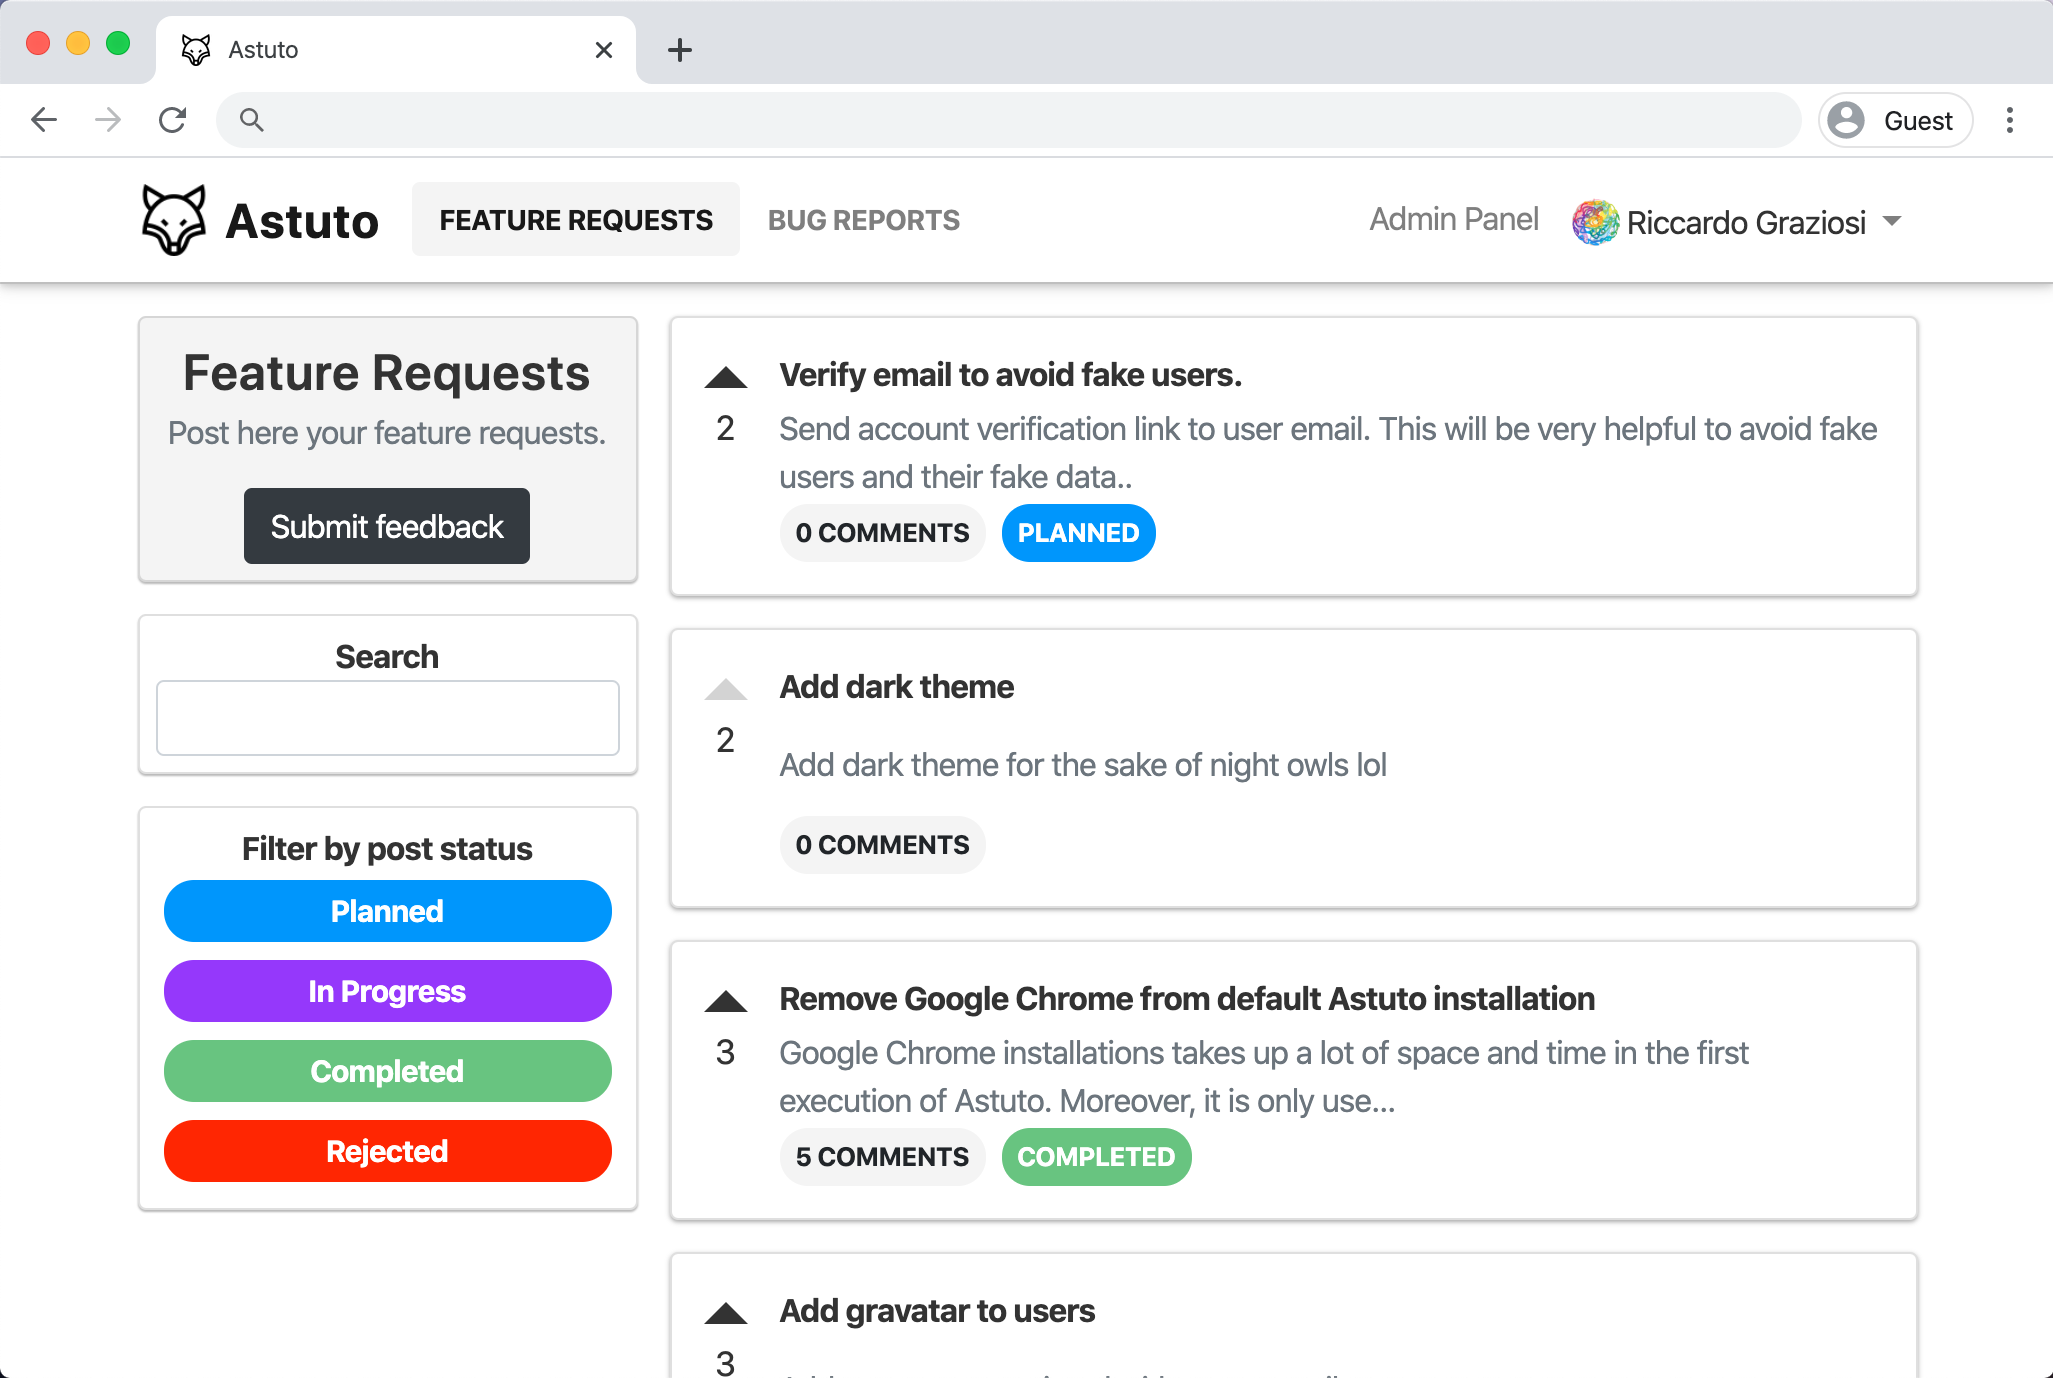 Astuto
Guest
Astuto
FEATURE REQUESTS
BUG REPORTS
Admin Panel
Riccardo Graziosi
Feature Requests
Post here your feature requests.
Submit feedback
Search
Filter by post status
Planned
In Progress
Completed
Rejected
Verify email to avoid fake users.
2
Send account verification link to user email. This will be very helpful to avoid fake
users and their fake data..
0 COMMENTS
PLANNED
Add dark theme
2
Add dark theme for the sake of night owls lol
0 COMMENTS
Remove Google Chrome from default Astuto installation
3
Google Chrome installations takes up a lot of space and time in the first
execution of Astuto. Moreover, it is only use...
5 COMMENTS
COMPLETED
Add gravatar to users
3